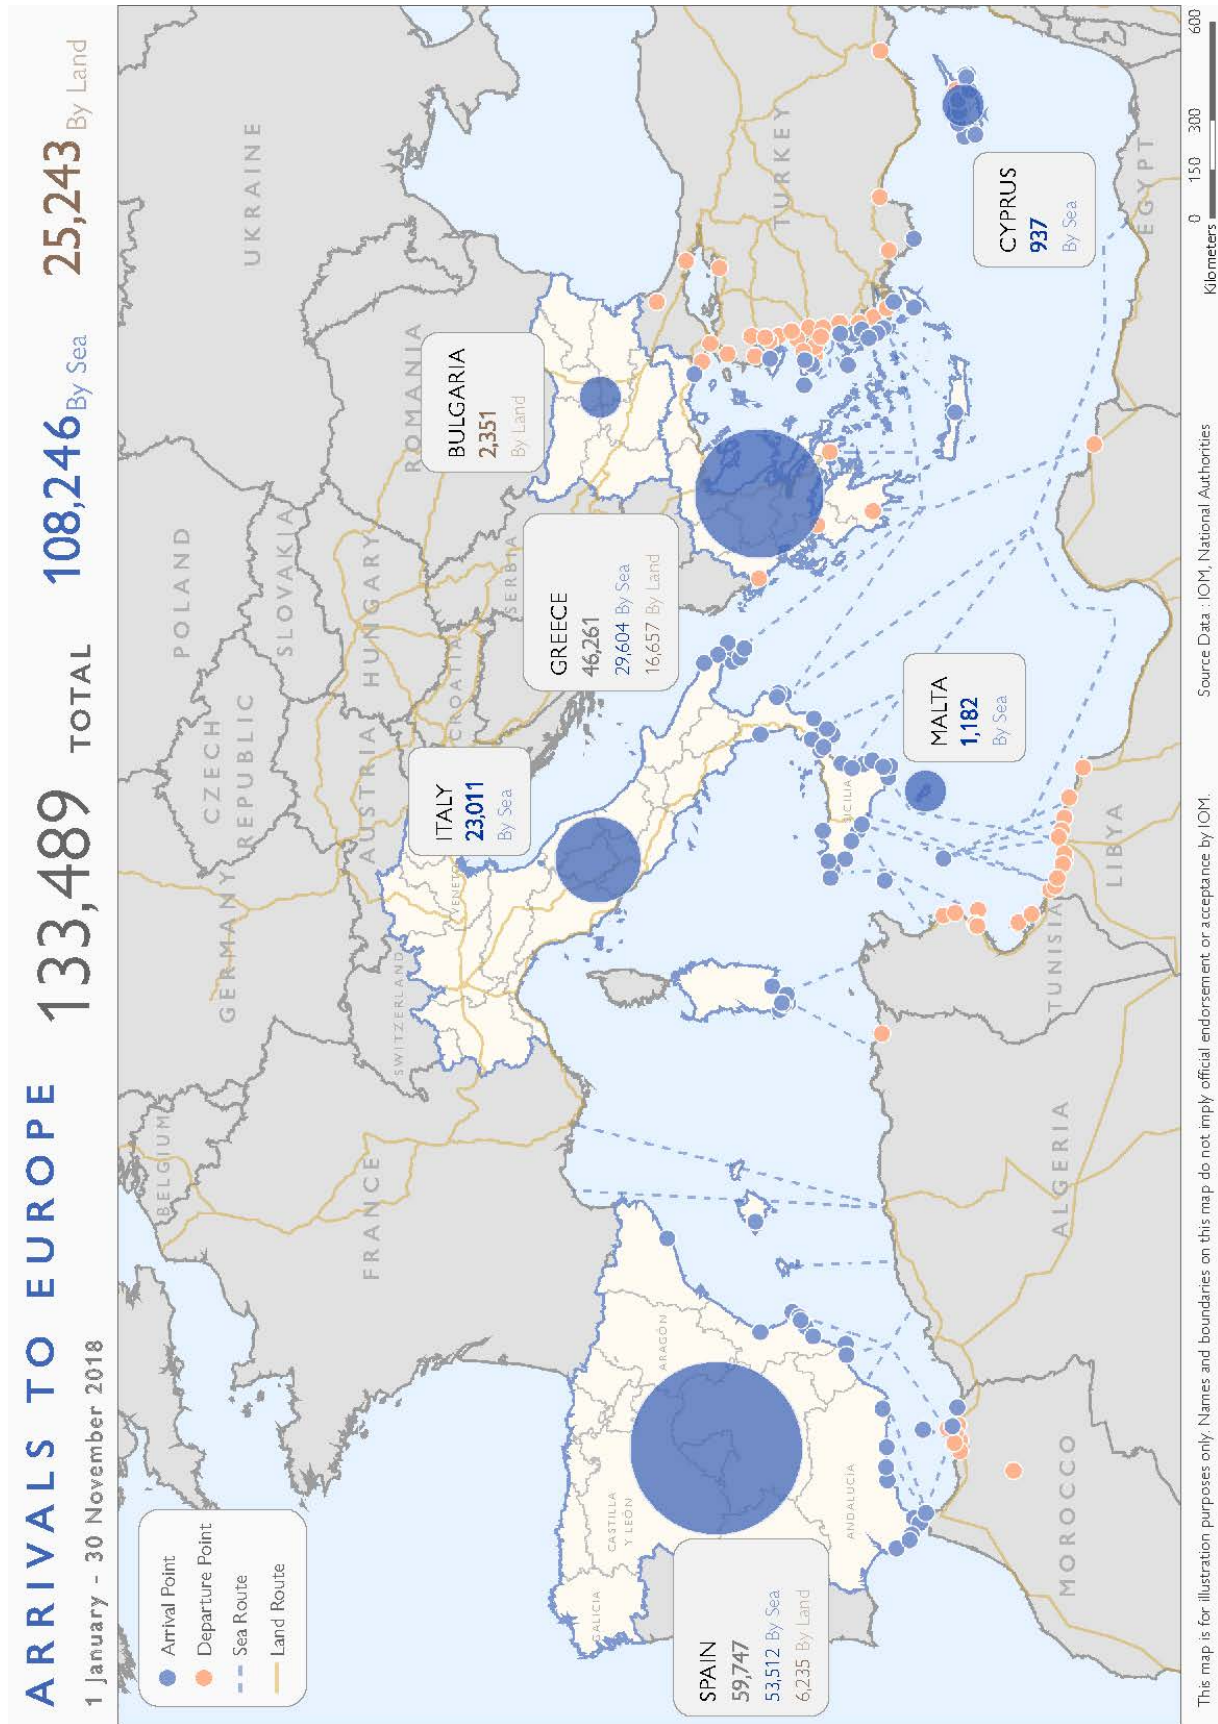 ARRIVALS TO EUROPE 133,489 TOTAL 108,246 By Sea 25,243 By Land
1 January - 30 November 2018
Arrival Point
Departure Point
Sea Route
Land Route
BELGIUM
GERMANY
CZECH
REPUBLIC
POLAND
SLOVAKIA
UKRAINE
FRANCE
SWITZERLAND
AUSTRIA
HUNGARY
ROMANIA
CROATIA
SERBIA
VENETO
ITALY
23,011
By Sea
BULGARIA
2,351
By Land
GREECE
46,261
29,604 By Sea
16,657 By Land
GALICIA
CASTILLA
Y LEÓN
ARAGÓN
ANDALUCÍA
SPAIN
59,747
53,512 By Sea
6,235 By Land
SICILIA
MALTA
1,182
By Sea
TURKEY
CYPRUS
937
By Sea
MOROCCO
ALGERIA
TUNISIA
LIBYA
EGYPT
0 150 300 600
Kilometers
This map is for illustration purposes only. Names and boundaries on this map do not imply official endorsement or acceptance by IOM.
Source Data : IOM, National Authorities